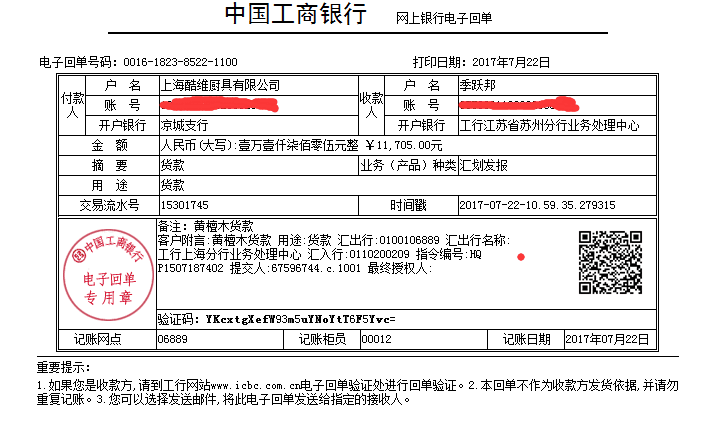 中国工商银行 网上银行电子回单
电子回单号码：0016-1823-8522-1100 打印日期：2017年7月22日
付款人 户 名 上海酷维厨具有限公司 收款人 户 名 季跃邦
账 号 账 号
开户银行 凉城支行 开户银行 工行江苏省苏州分行业务处理中心
金 额 人民币(大写):壹万壹仟柒佰零伍元整 ￥11,705.00元
摘 要 货款 业务（产品）种类 汇划发报
用 途 货款
交易流水号 15301745 时间戳 2017-07-22-10.59.35.279315
备注：黄檀木货款
客户附言:黄檀木货款 用途:货款 汇出行:0100106889 汇出行名称:
工行上海分行业务处理中心 汇入行:0110200209 指令编号:HQ
P1507187402 提交人:67596744.c.1001 最终授权人:
中国工商银行
电子回单
专用章
验证码：YKcxtgXefW93m5uYNoYtT6F5Yvc=
记账网点 06889 记账柜员 00012 记账日期 2017年07月22日
重要提示：
1.如果您是收款方,请到工行网站www.icbc.com.cn电子回单验证处进行回单验证。2.本回单不作为收款方发货依据,并请勿
重复记账。3.您可以选择发送邮件,将此电子回单发送给指定的接收人。